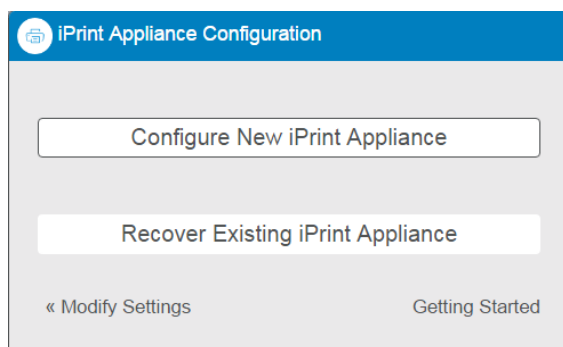 iPrint Appliance Configuration
Configure New iPrint Appliance
Recover Existing iPrint Appliance
« Modify Settings
Getting Started